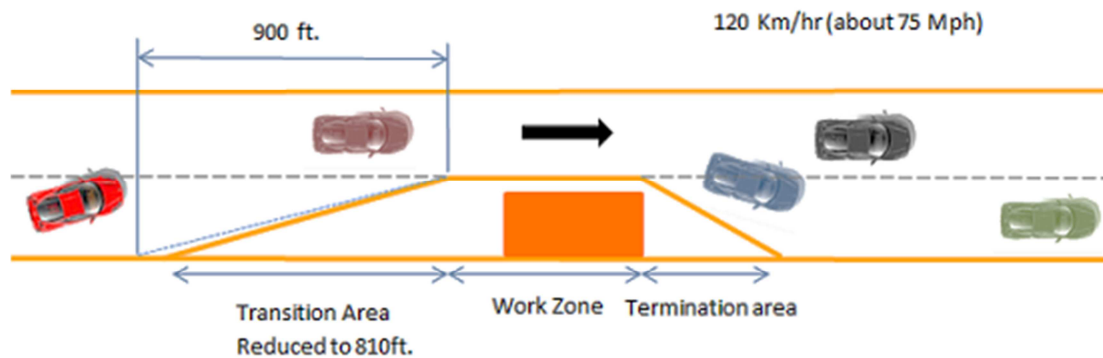 900 ft.
120 Km/hr (about 75 Mph)
Transition Area
Reduced to 810ft.
Work Zone
Termination area